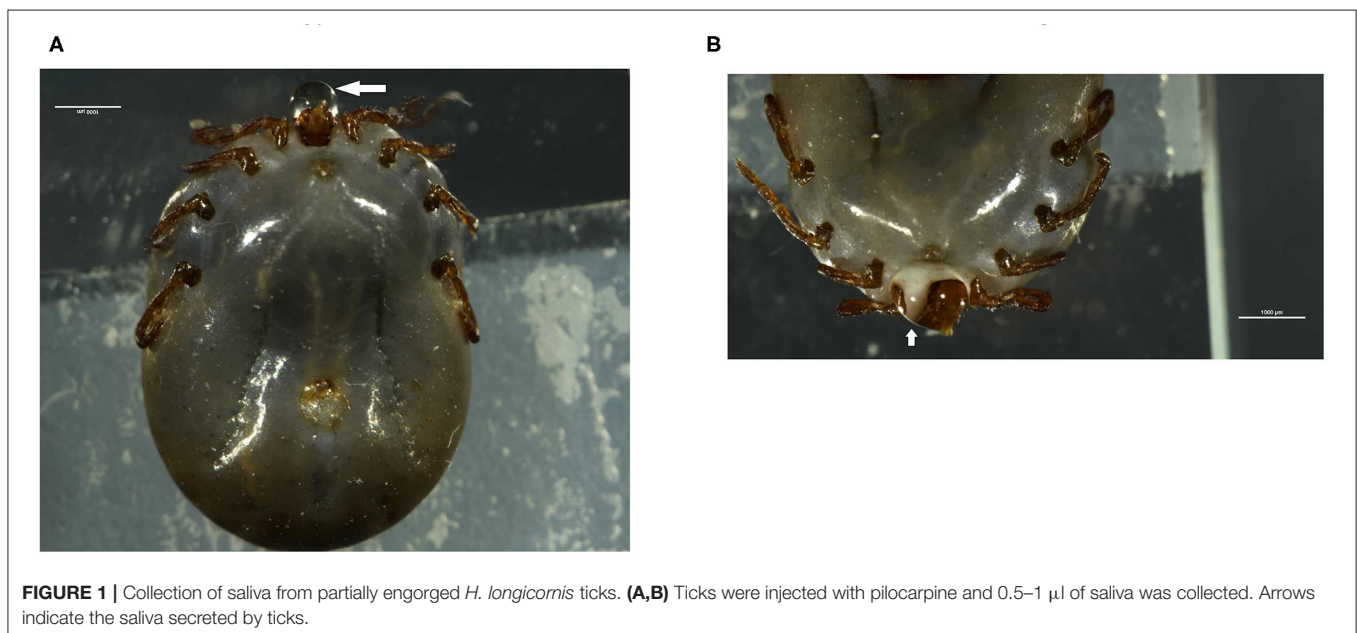 A
B
1000 µm
1000 µm
FIGURE 1 | Collection of saliva from partially engorged H. longicornis ticks. (A,B) Ticks were injected with pilocarpine and 0.5–1 µl of saliva was collected. Arrows
indicate the saliva secreted by ticks.